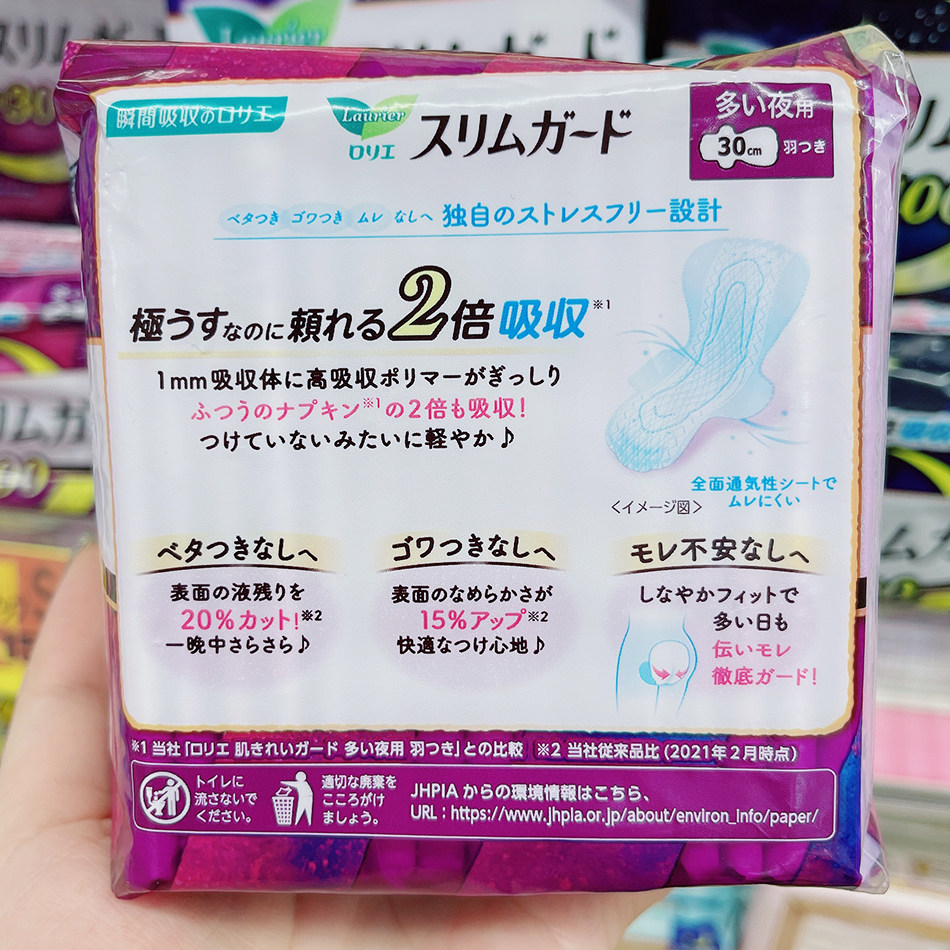 瞬間吸収のロリエ
Laurier
ロリエ
スリムガード
多い夜用
30cm 羽つき
ベタつき ゴワつき ムレ なしへ 独自のストレスフリー設計
極うすなのに頼れる2倍吸収※1
1mm吸収体に高吸収ポリマーがぎっしり
ふつうのナプキン※1の2倍も吸収!
つけていないみたいに軽やか♪
全面通気性シートで
ムレにくい
<イメージ図>
ベタつきなしへ
表面の液残りを
20%カット!※2
一晩中さらさら♪
ゴワつきなしへ
表面のなめらかさが
15%アップ※2
快適なつけ心地♪
モレ不安なしへ
しなやかフィットで
多い日も
伝いモレ
徹底ガード!
※1 当社「ロリエ 肌きれいガード 多い夜用 羽つき」との比較 ※2 当社従来品比(2021年2月時点)
トイレに
流さないで
ください。
適切な廃棄を
こころがけ
ましょう。
JHPIAからの環境情報はこちら、
URL:https://www.jhpia.or.jp/about/environ_info/paper/